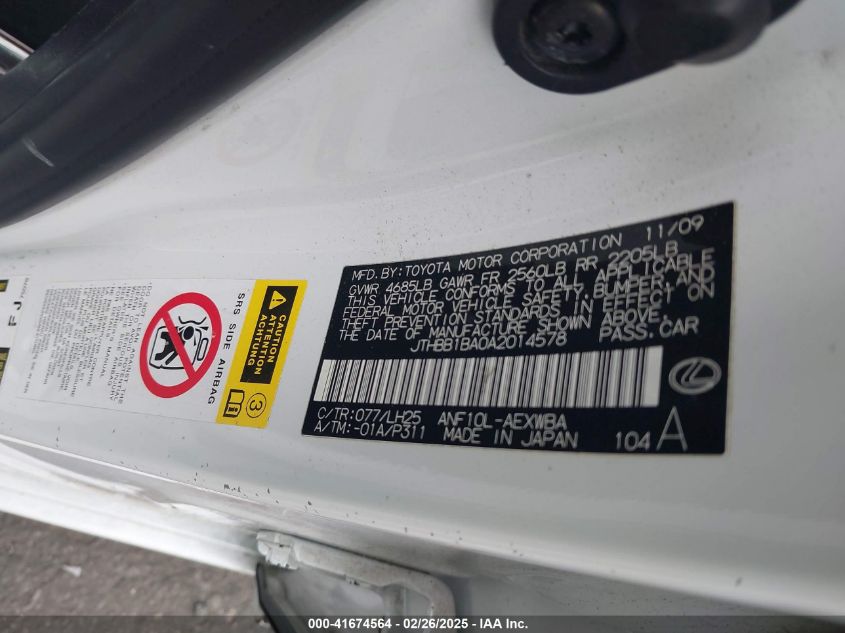 MFD.BY:TOYOTA MOTOR CORPORATION 11/09
GVWR 4685LB GAWR FR 2560LB RR 2205LB
THIS VEHICLE CONFORMS TO ALL APPLICABLE
FEDERAL MOTOR VEHICLE SAFETY,BUMPER,AND
THEFT PREVENTION STANDARDS IN EFFECT ON
THE DATE OF MANUFACTURE SHOWN ABOVE.
JTHBB1BA0A2014578 PASS.CAR
C/TR:077/LH25 ANF10L-AEXWBA
A/TM:-01A/P311 MADE IN JAPAN 104 A
CAUTION
ATTENTION
ACHTUNG
SRS SIDE AIRBAG
3
FJ
000-41674564 / 02/26/2025 - IAA Inc.